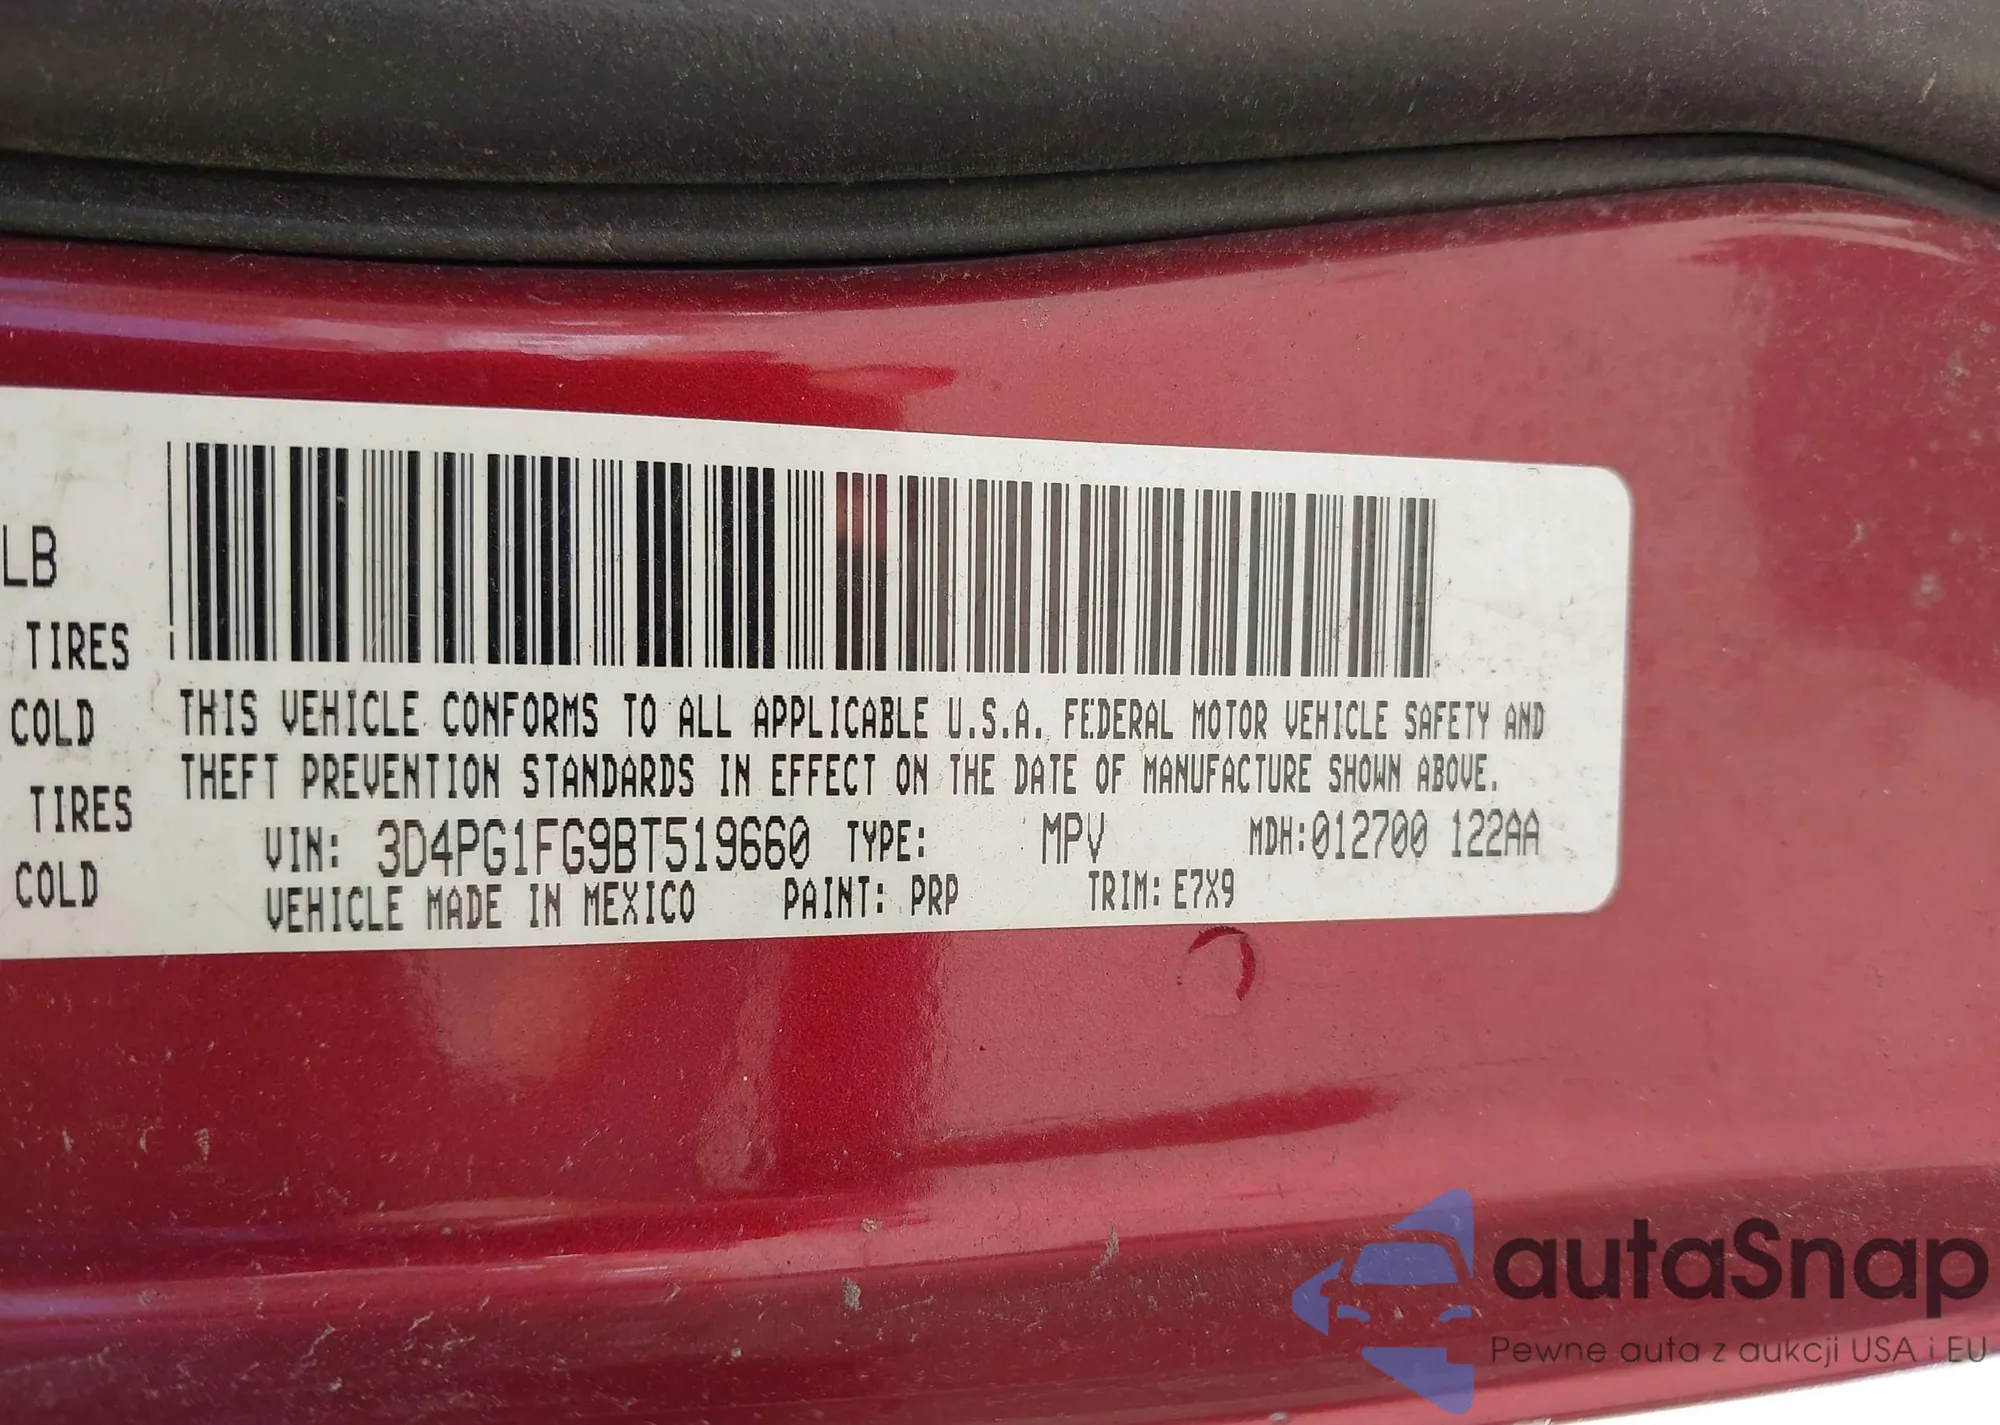 LB
TIRES
COLD
TIRES
COLD
THIS VEHICLE CONFORMS TO ALL APPLICABLE U.S.A. FEDERAL MOTOR VEHICLE SAFETY AND
THEFT PREVENTION STANDARDS IN EFFECT ON THE DATE OF MANUFACTURE SHOWN ABOVE.
VIN: 3D4PG1FG9BT519660 TYPE: MPV MDH:012700 122AA
VEHICLE MADE IN MEXICO PAINT: PRP TRIM: E7X9
autaSnap
Pewne auta z aukcji USA i EU